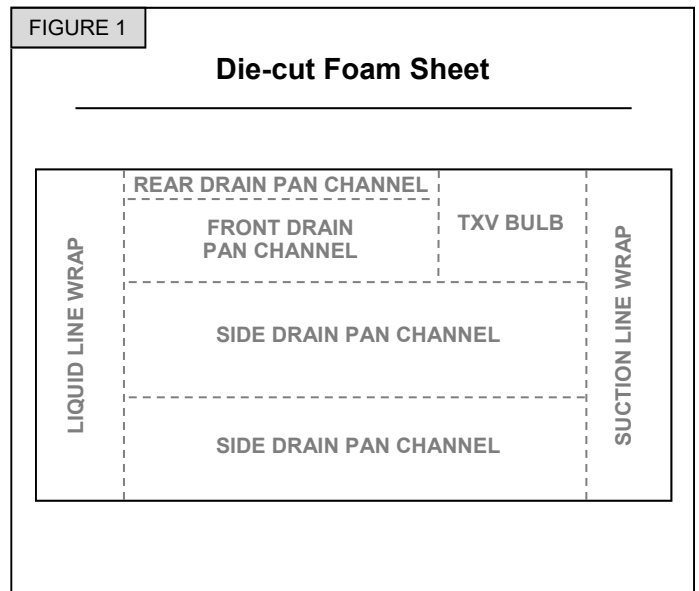 FIGURE 1
Die-cut Foam Sheet
LIQUID LINE WRAP
REAR DRAIN PAN CHANNEL
FRONT DRAIN
PAN CHANNEL
TXV BULB
SIDE DRAIN PAN CHANNEL
SIDE DRAIN PAN CHANNEL
SUCTION LINE WRAP